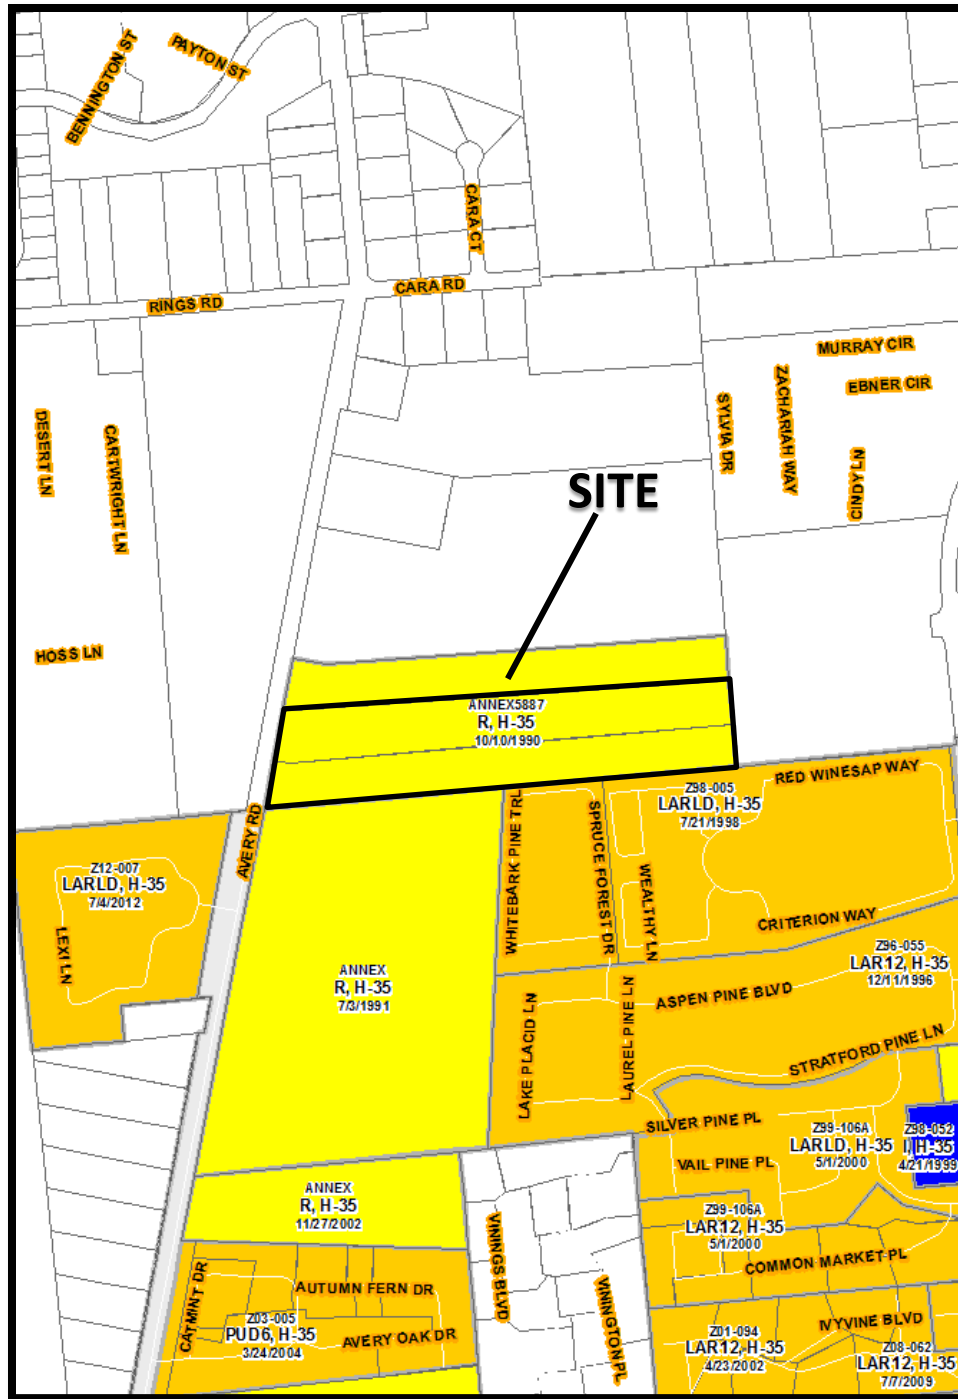 BENNINGTON ST
PAYTON ST
CARA CT
CARA RD
RINGS RD
MURRAY CIR
EBNER CIR
ZACHARIAH WAY
SYLVIA DR
CINDY LN
DESERT LN
CARTWRIGHT LN
SITE
HOSS LN
ANNEX5887
R, H-35
10/10/1990
AVERY RD
RED WINESAP WAY
Z98-005
LARLD, H-35
7/21/1998
WHITEBARK PINE TRL
SPRUCE FOREST DR
WEALTHY LN
CRITERION WAY
Z12-007
LARLD, H-35
7/4/2012
LEXI LN
ANNEX
R, H-35
7/3/1991
Z96-055
LAR12, H-35
12/11/1996
ASPEN PINE BLVD
LAKE PLACID LN
LAUREL PINE LN
STRATFORD PINE LN
SILVER PINE PL
Z99-106A
LARLD, H-35
5/1/2000
Z98-052
I, H-35
4/21/1999
VAIL PINE PL
ANNEX
R, H-35
11/27/2002
Z99-106A
LAR12, H-35
5/1/2000
VININGS BLVD
VININGTON PL
COMMON MARKET PL
CATMINT DR
AUTUMN FERN DR
Z03-005
PUD6, H-35
3/24/2004
AVERY OAK DR
Z01-094
LAR12, H-35
4/23/2002
IVYVINE BLVD
Z08-062
LAR12, H-35
7/7/2009